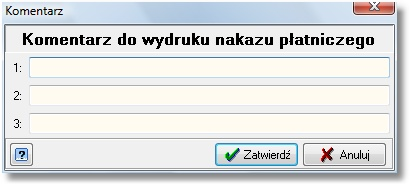 Komentarz
Komentarz do wydruku nakazu płatniczego
1:
2:
3:
? Zatwierdź Anuluj